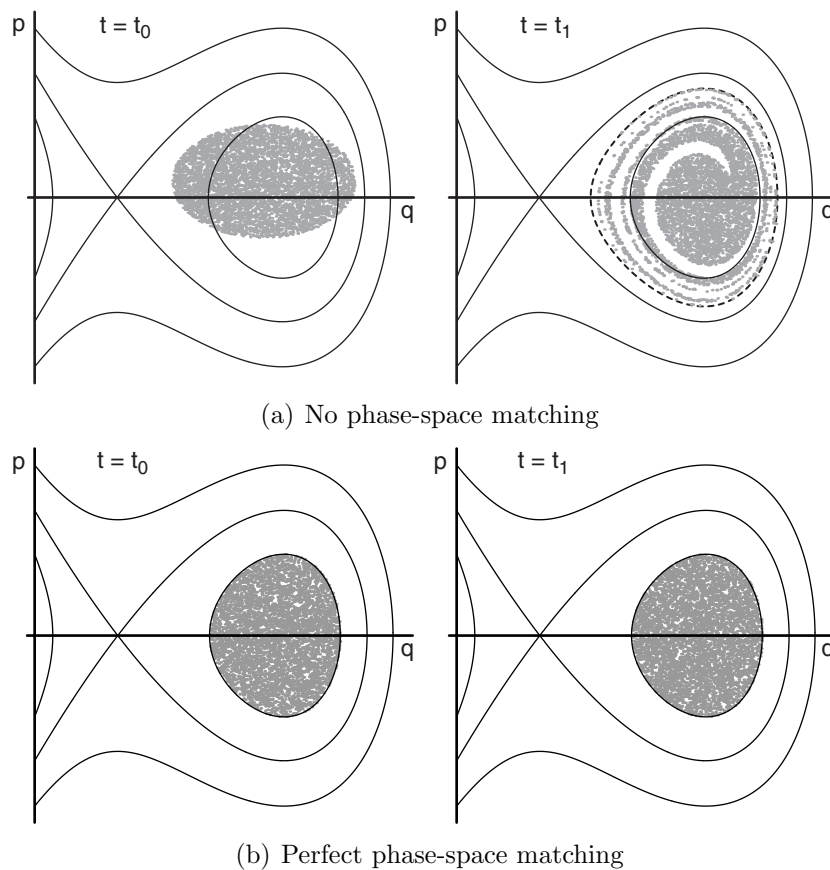 p t = t₀ q
p t = t₁ q
(a) No phase-space matching
p t = t₀ q
p t = t₁ q
(b) Perfect phase-space matching